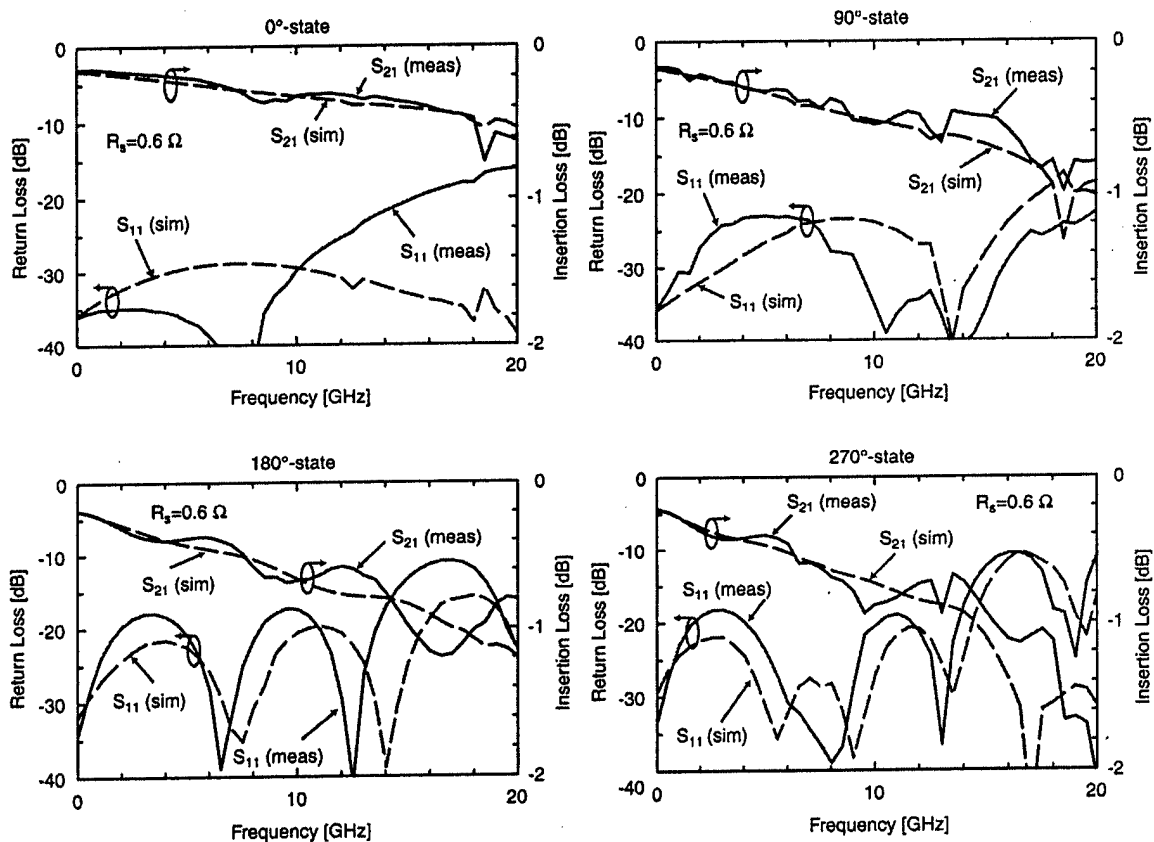 0°-state
0
-10
-20
-30
-40
0
-1
-2
0
10
20
Return Loss [dB]
Insertion Loss [dB]
Frequency [GHz]
S21 (meas)
S21 (sim)
Rs=0.6 Ω
S11 (sim)
S11 (meas)
90°-state
0
-10
-20
-30
-40
0
-1
-2
0
10
20
Return Loss [dB]
Insertion Loss [dB]
Frequency [GHz]
S21 (meas)
Rs=0.6 Ω
S11 (meas)
S21 (sim)
S11 (sim)
180°-state
0
-10
-20
-30
-40
0
-1
-2
0
10
20
Return Loss [dB]
Insertion Loss [dB]
Frequency [GHz]
Rs=0.6 Ω
S21 (meas)
S21 (sim)
S11 (sim)
S11 (meas)
270°-state
0
-10
-20
-30
-40
0
-1
-2
0
10
20
Return Loss [dB]
Insertion Loss [dB]
Frequency [GHz]
S21 (meas)
Rs=0.6 Ω
S21 (sim)
S11 (meas)
S11 (sim)